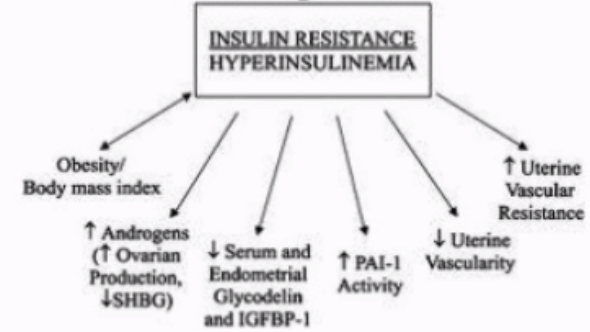 INSULIN RESISTANCE
HYPERINSULINEMIA
Obesity/
Body mass index
↑ Androgens
(↑ Ovarian
Production,
↓SHBG)
↓ Serum and
Endometrial
Glycodelin
and IGFBP-1
↑ PAI-1
Activity
↓ Uterine
Vascularity
↑ Uterine
Vascular
Resistance